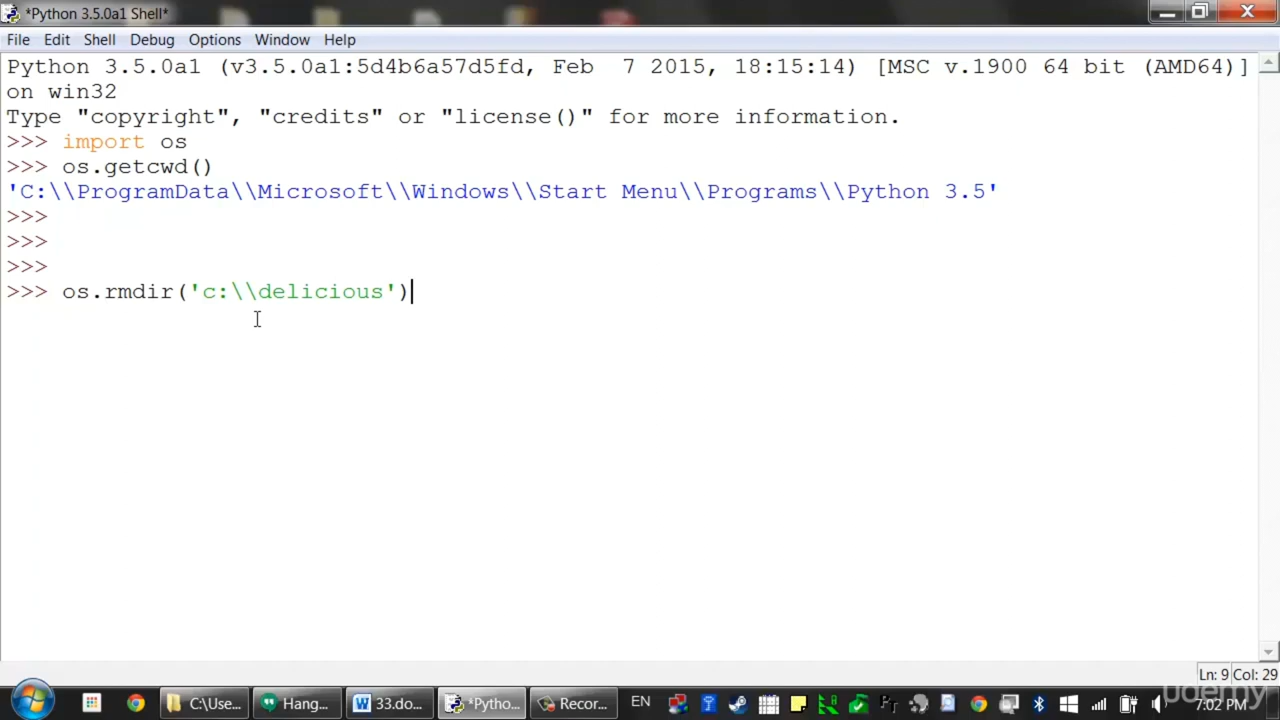 *Python 3.5.0a1 Shell*
File Edit Shell Debug Options Window Help
Python 3.5.0a1 (v3.5.0a1:5d4b6a57d5fd, Feb  7 2015, 18:15:14) [MSC v.1900 64 bit (AMD64)]
on win32
Type "copyright", "credits" or "license()" for more information.
>>> import os
>>> os.getcwd()
'C:\\ProgramData\\Microsoft\\Windows\\Start Menu\\Programs\\Python 3.5'
>>>
>>>
>>>
>>> os.rmdir('c:\\delicious')
Ln: 9 Col: 29
C:\Use... Hang... 33.do... *Pytho... Recor... EN 7:02 PM
udemy